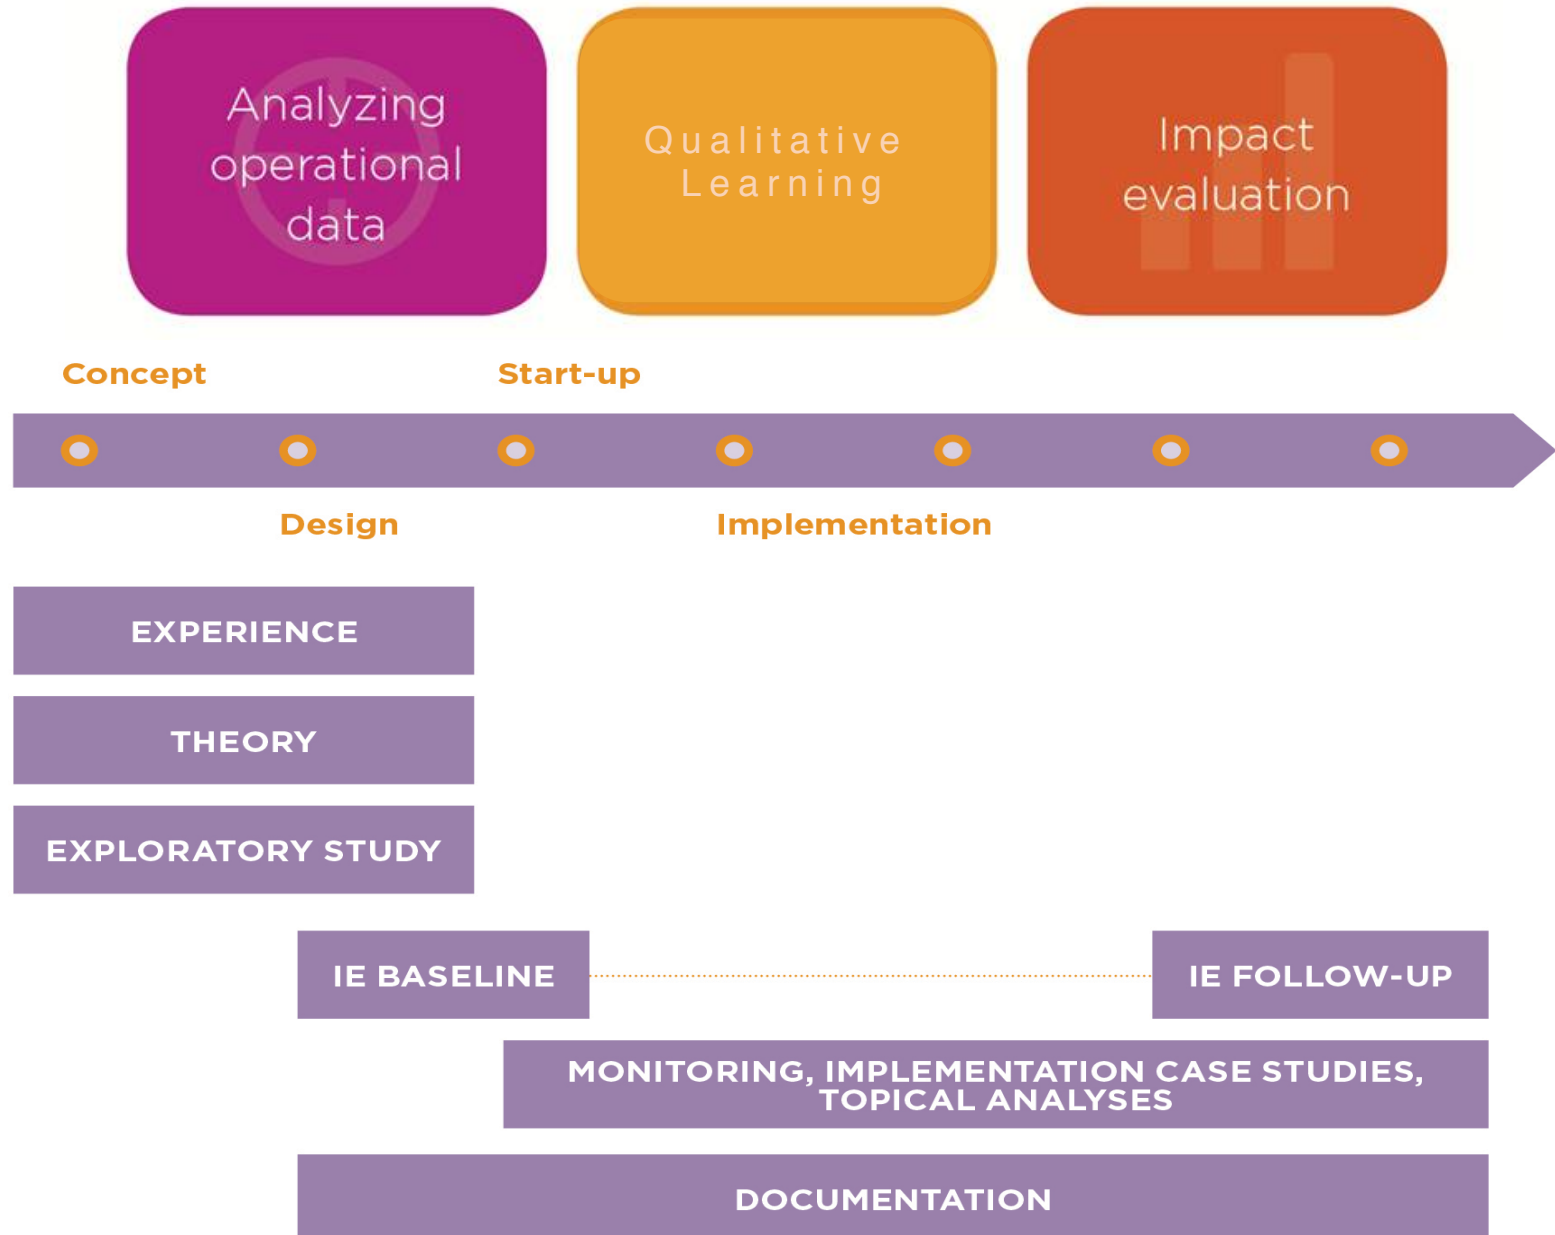 Analyzing
operational
data
Qualitative
Learning
Impact
evaluation
Concept
Start-up
Design
Implementation
EXPERIENCE
THEORY
EXPLORATORY STUDY
IE BASELINE
IE FOLLOW-UP
MONITORING, IMPLEMENTATION CASE STUDIES,
TOPICAL ANALYSES
DOCUMENTATION